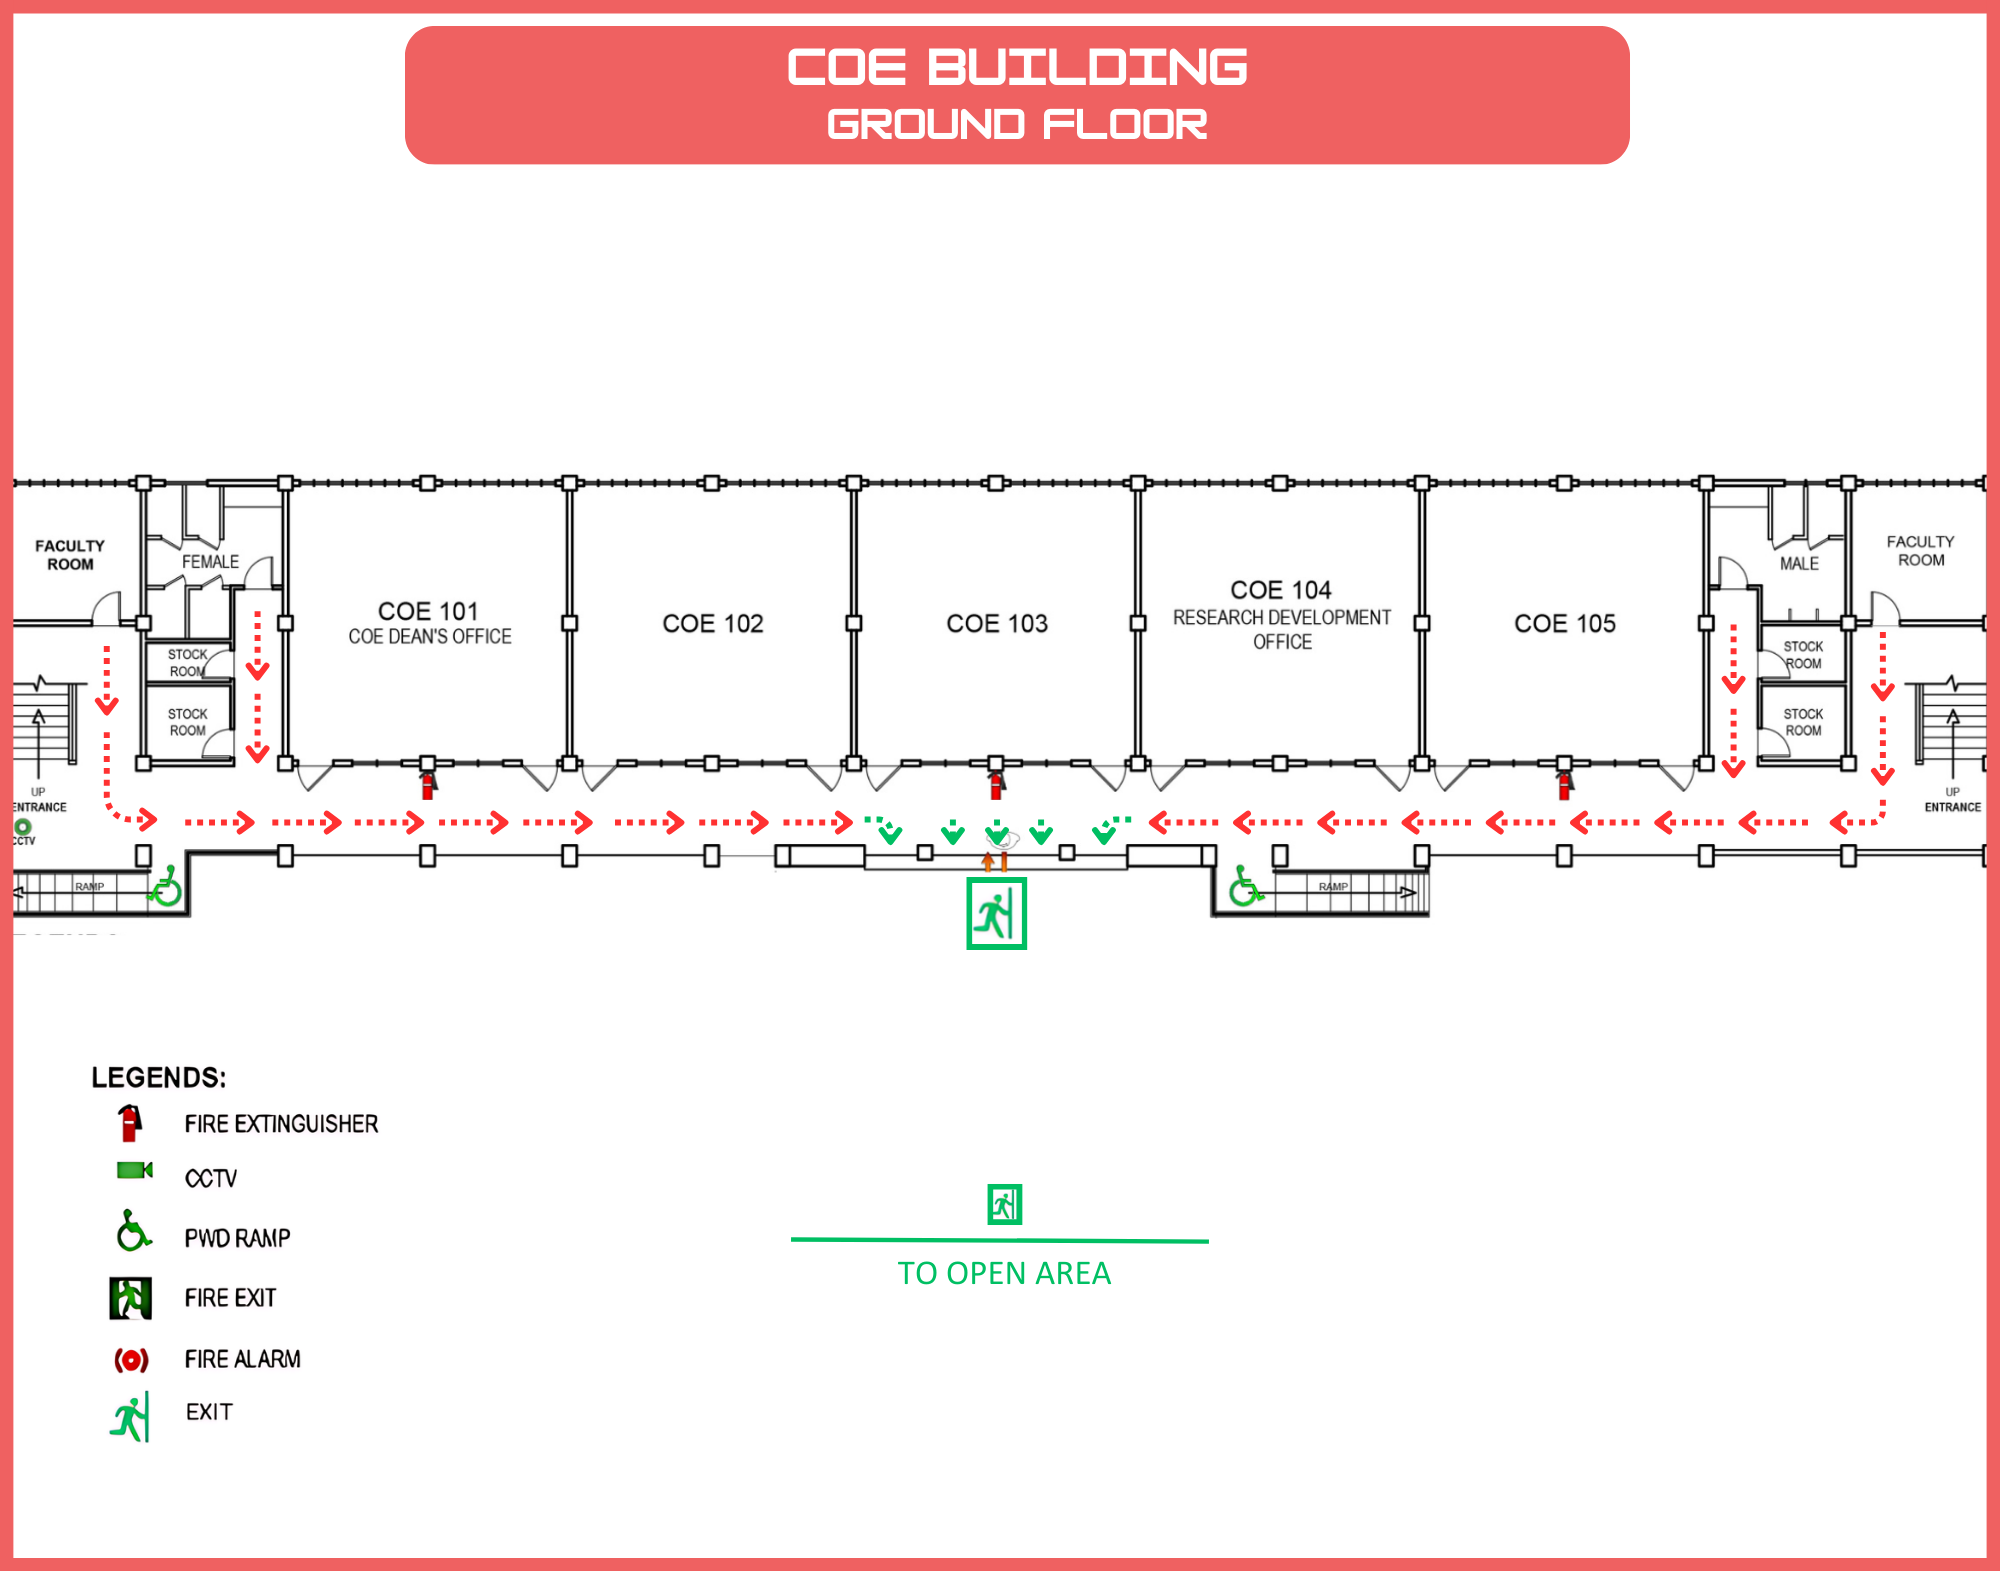 COE BUILDING
GROUND FLOOR
FACULTY
ROOM
FEMALE
STOCK
ROOM
STOCK
ROOM
UP
ENTRANCE
CCTV
RAMP
COE 101
COE DEAN'S OFFICE
COE 102
COE 103
COE 104
RESEARCH DEVELOPMENT
OFFICE
COE 105
MALE
STOCK
ROOM
STOCK
ROOM
FACULTY
ROOM
UP
ENTRANCE
RAMP
LEGENDS:
FIRE EXTINGUISHER
CCTV
PWD RAMP
FIRE EXIT
FIRE ALARM
EXIT
TO OPEN AREA